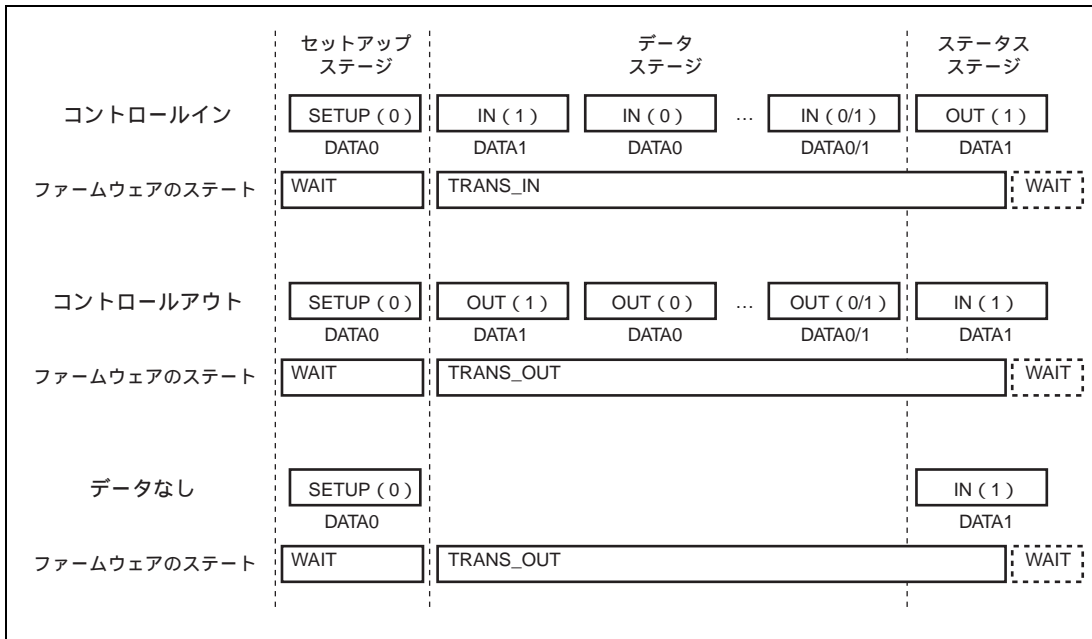 セットアップ
ステージ
データ
ステージ
ステータス
ステージ
コントロールイン
SETUP ( 0 )
IN ( 1 )
IN ( 0 )
…
IN ( 0/1 )
OUT ( 1 )
DATA0
DATA1
DATA0
DATA0/1
DATA1
ファームウェアのステート
WAIT
TRANS_IN
WAIT
コントロールアウト
SETUP ( 0 )
OUT ( 1 )
OUT ( 0 )
…
OUT ( 0/1 )
IN ( 1 )
DATA0
DATA1
DATA0
DATA0/1
DATA1
ファームウェアのステート
WAIT
TRANS_OUT
WAIT
データなし
SETUP ( 0 )
IN ( 1 )
DATA0
DATA1
ファームウェアのステート
WAIT
TRANS_OUT
WAIT